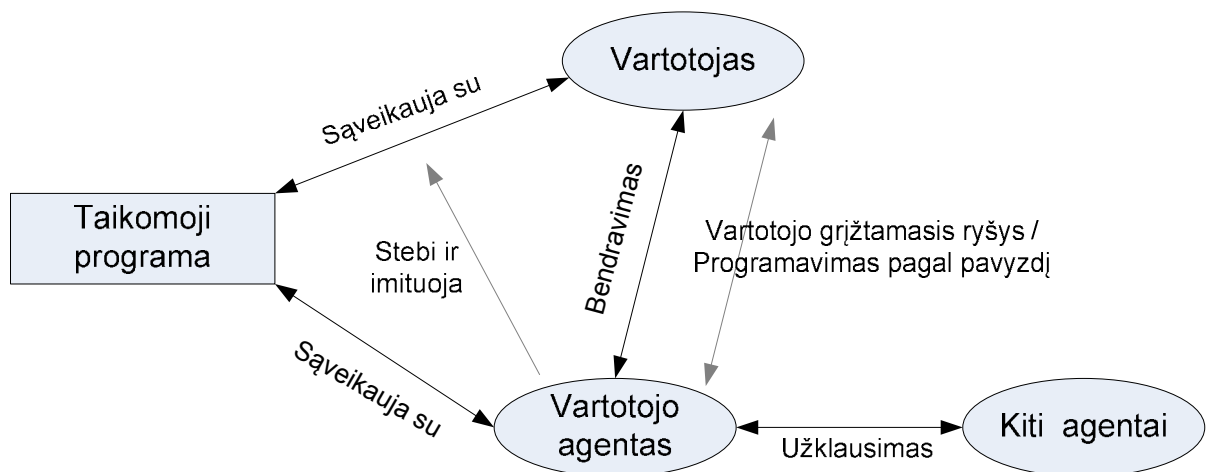 Vartotojas
Sąveikauja su
Taikomoji
programa
Stebi ir
imituoja
Bendravimas
Vartotojo grįžtamasis ryšys /
Programavimas pagal pavyzdį
Sąveikauja su
Vartotojo
agentas
Užklausimas
Kiti agentai